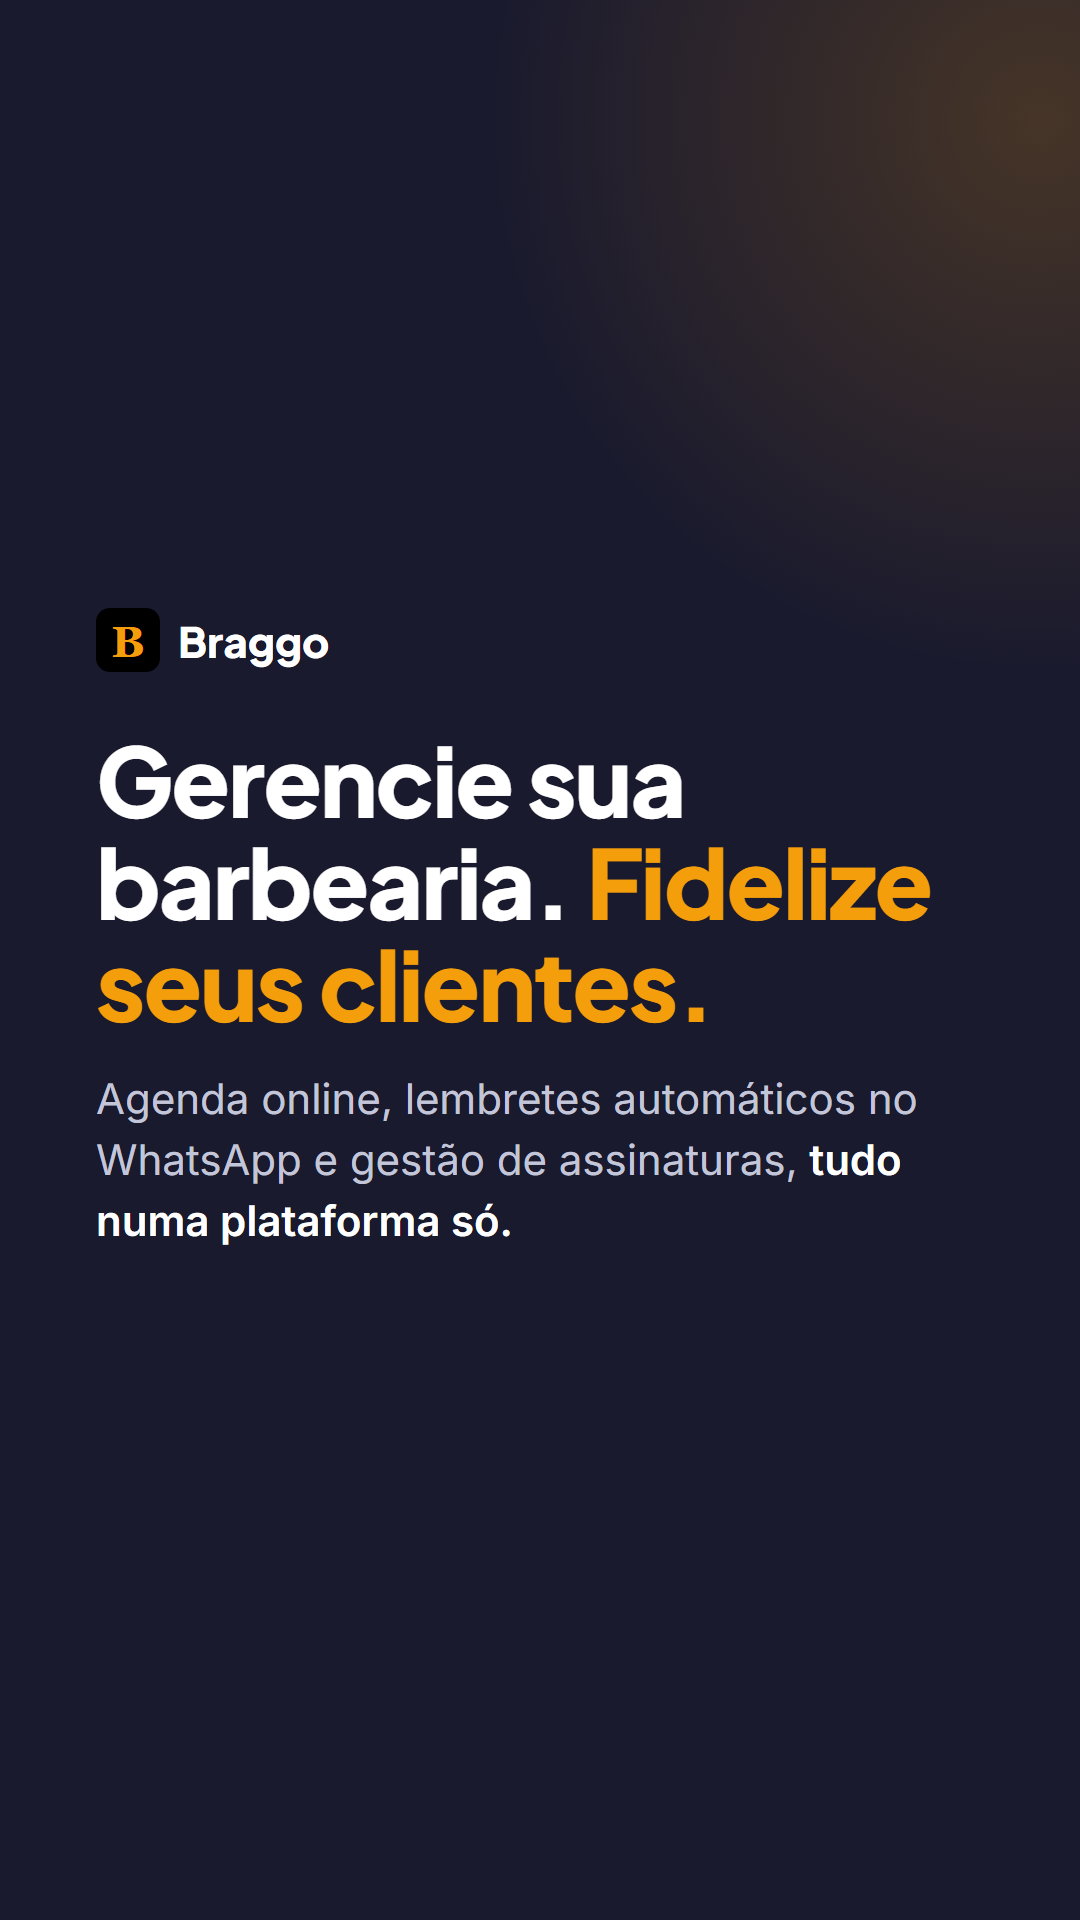 B Braggo
Gerencie sua
barbearia. Fidelize
seus clientes.
Agenda online, lembretes automáticos no
WhatsApp e gestão de assinaturas, tudo
numa plataforma só.